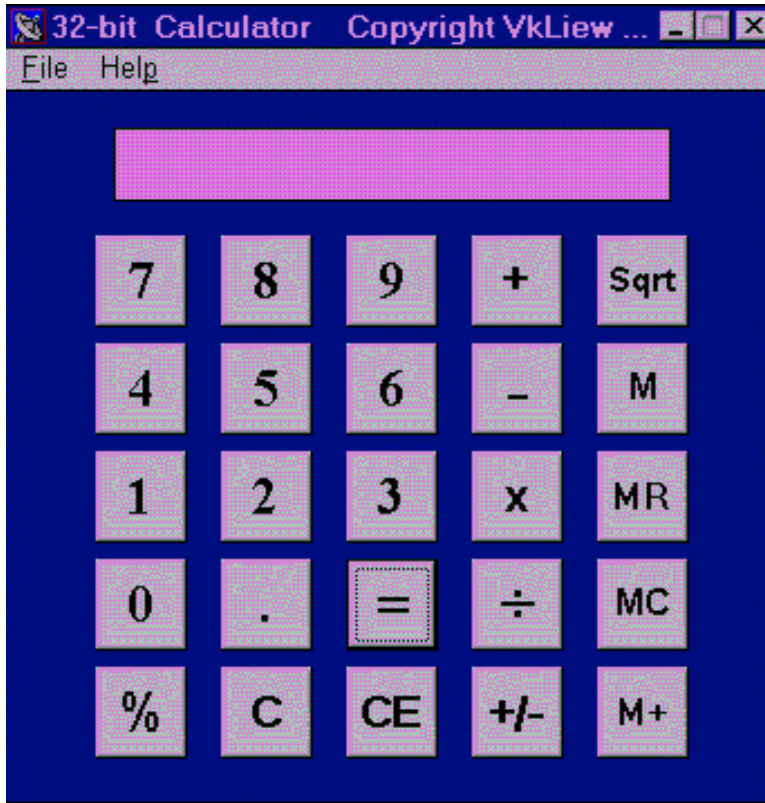 32-bit Calculator Copyright VkLiew ...
File Help
7 8 9 + Sqrt
4 5 6 - M
1 2 3 x MR
0 . = ÷ MC
% C CE +/- M+